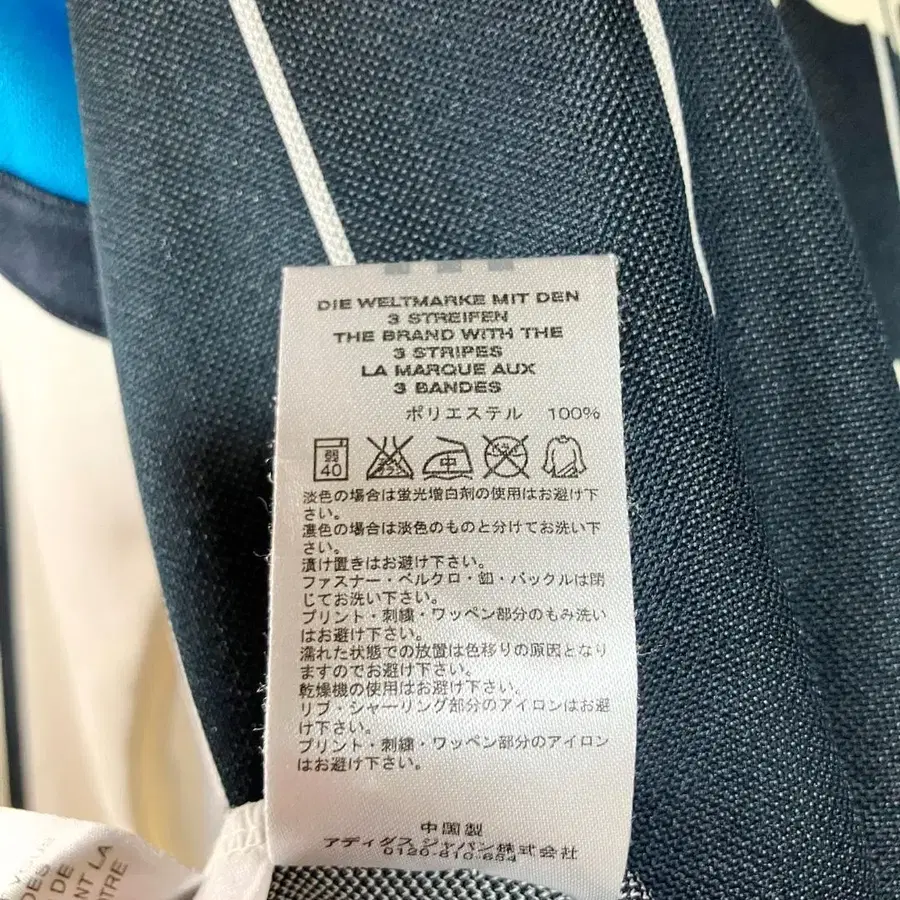 DIE WELTMARKE MIT DEN
3 STREIFEN
THE BRAND WITH THE
3 STRIPES
LA MARQUE AUX
3 BANDES
ポリエステル 100%
弱
40
中
淡色の場合は蛍光増白剤の使用はお避け下
さい。
濃色の場合は淡色のものと分けてお洗い下
さい。
漬け置きはお避け下さい。
ファスナー・ベルクロ・釦・バックルは閉
じてお洗い下さい。
プリント・刺繍・ワッペン部分のもみ洗い
はお避け下さい。
濡れた状態での放置は色移りの原因となり
ますのでお避け下さい。
乾燥機の使用はお避け下さい。
リブ・シャーリング部分のアイロンはお避
け下さい。
プリント・刺繍・ワッペン部分のアイロン
はお避け下さい。
中国製
アディダス ジャパン株式会社
0120-810-654
DES
DE
ANT LA
OTRE